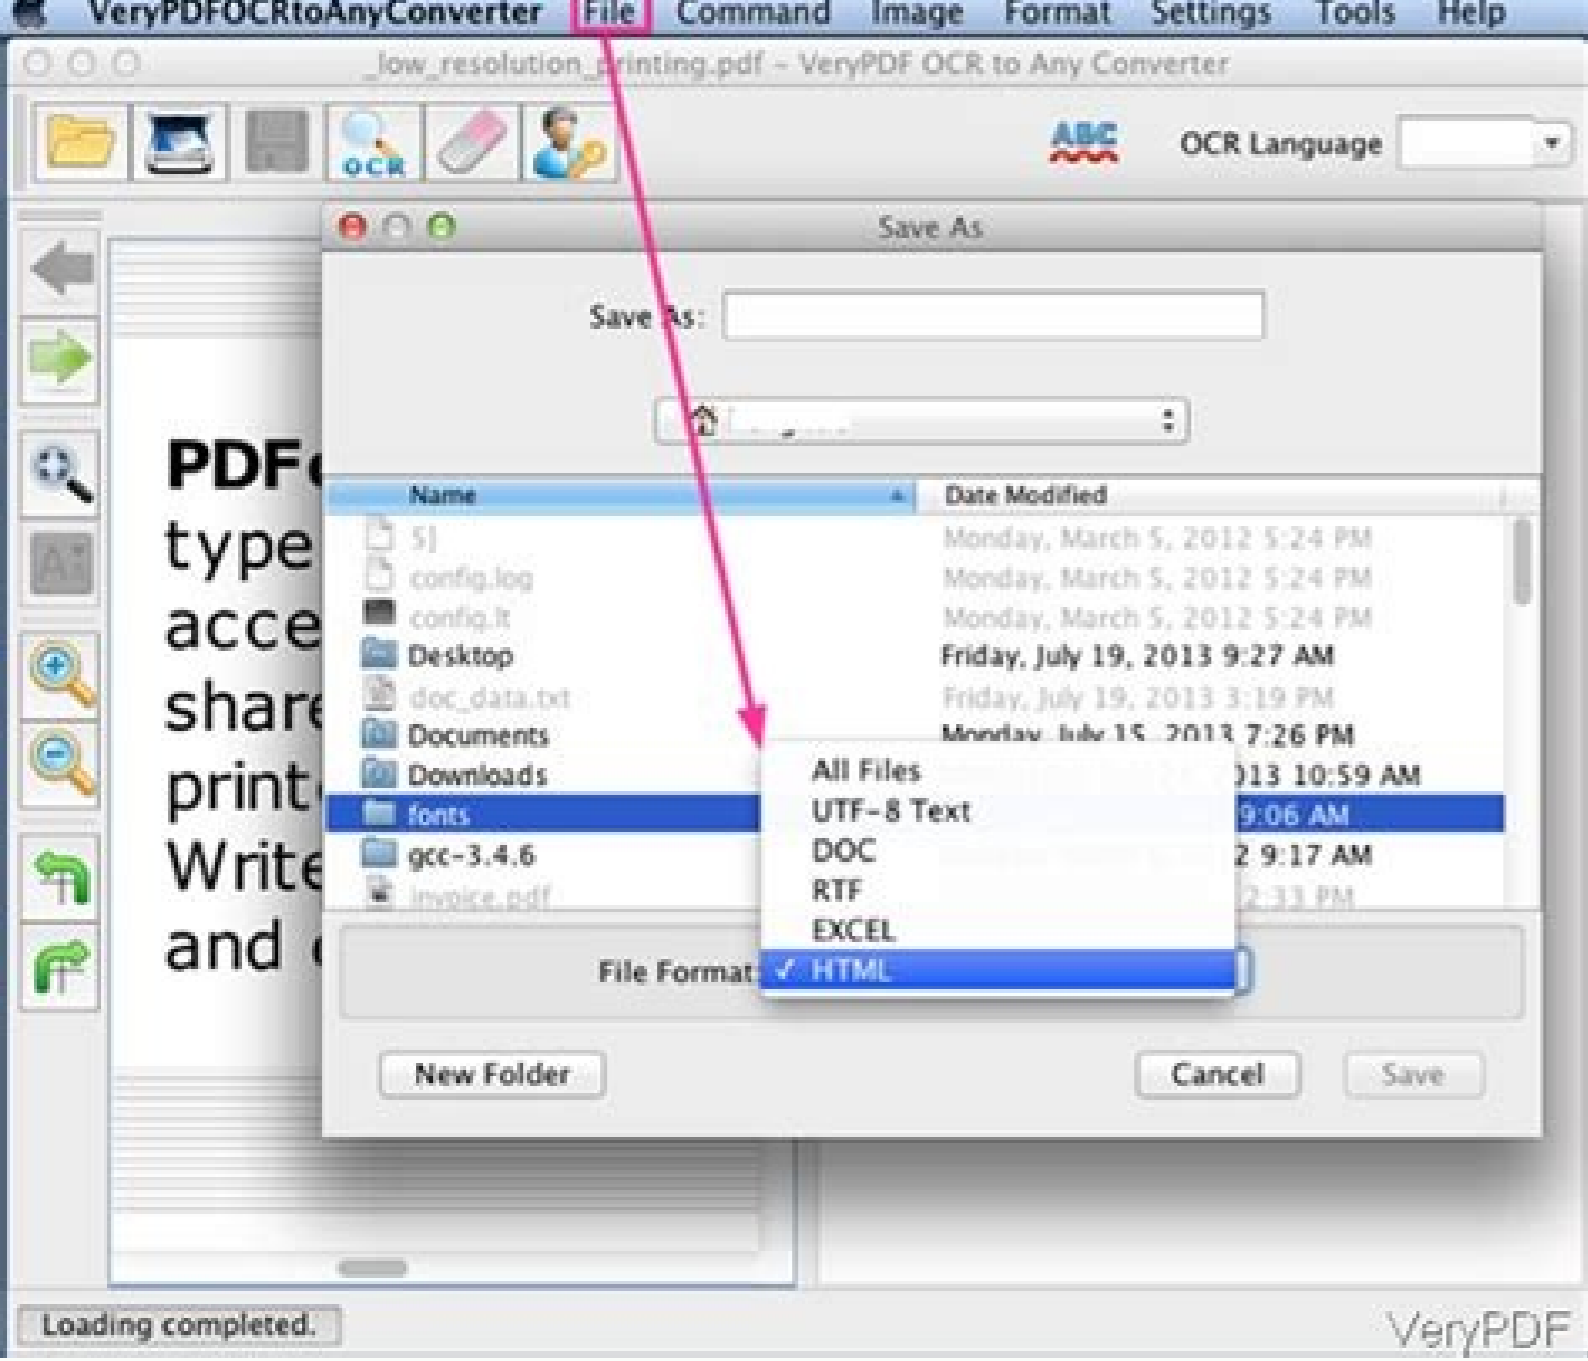 VeryPDFOCRtoAnyConverter File Command Image Format Settings Tools Help
_low_resolution_printing.pdf - VeryPDF OCR to Any Converter
OCR
ABC
OCR Language
Save As
Save As:
PDF
Name Date Modified
type
5] Monday, March 5, 2012 5:24 PM
config.log Monday, March 5, 2012 5:24 PM
acce
config.lt Monday, March 5, 2012 5:24 PM
Desktop Friday, July 19, 2013 9:27 AM
share
doc_data.txt Friday, July 19, 2013 3:19 PM
Documents Monday, July 15, 2013 7:26 PM
All Files
print
Downloads 013 10:59 AM
UTF-8 Text
fonts 9:06 AM
DOC
Write
gcc-3.4.6 2 9:17 AM
RTF
invoice.pdf 2:33 PM
EXCEL
and
File Format: ✓ HTML
New Folder Cancel Save
Loading completed.
VeryPDF